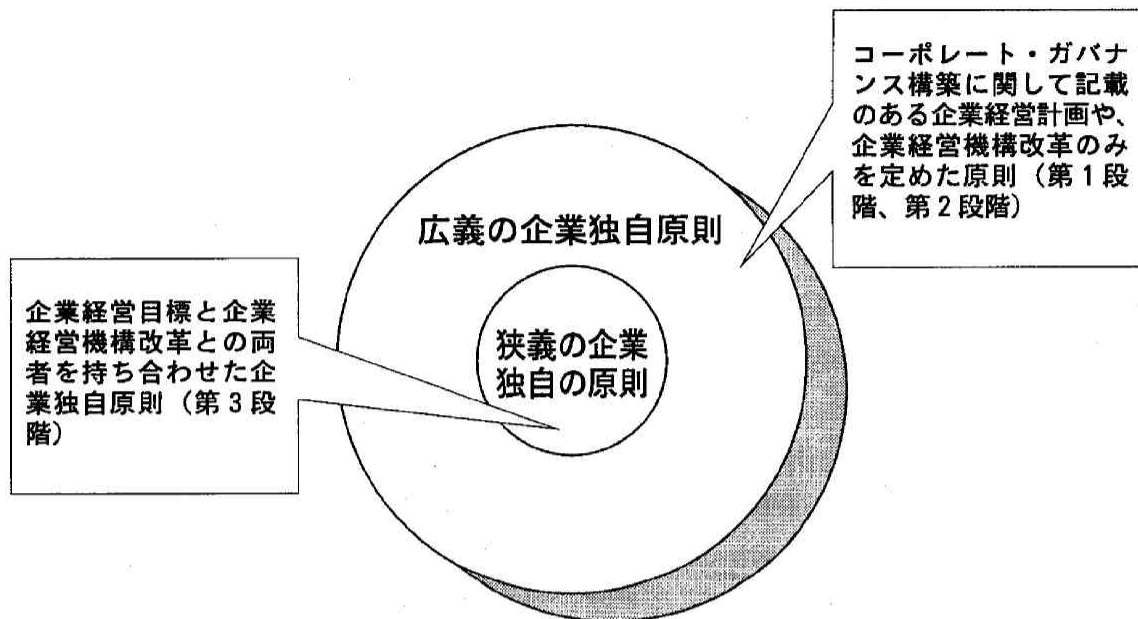 コーポレート・ガバナ
ンス構築に関して記載
のある企業経営計画や、
企業経営機構改革のみ
を定めた原則（第1段
階、第2段階）
広義の企業独自原則
企業経営目標と企業
経営機構改革との両
者を持ち合わせた企
業独自原則（第3段
階）
狭義の企業
独自の原則